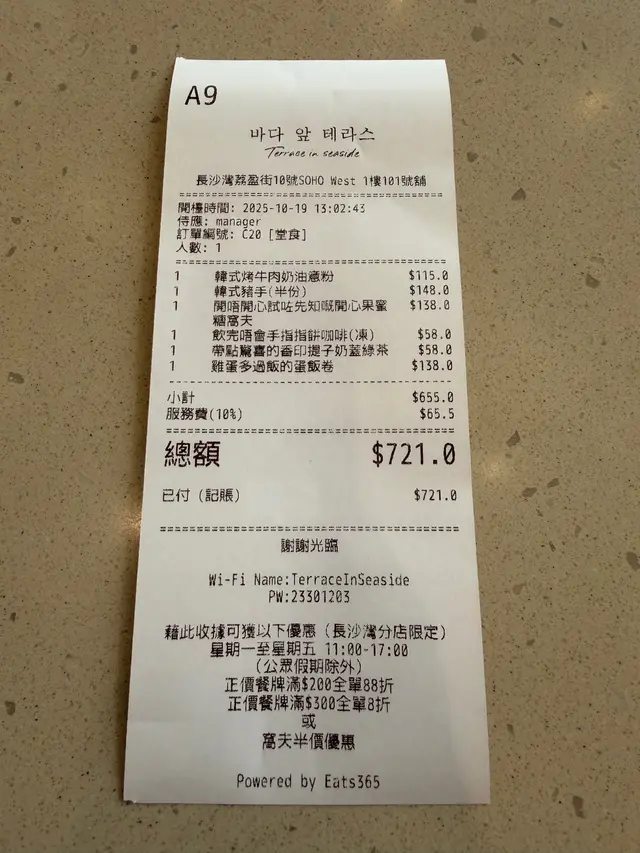 A9
바다 앞 테라스
Terrace in seaside
長沙灣荔盈街10號SOHO West 1樓101號舖
開檯時間: 2025-10-19 13:02:43
侍應: manager
訂單編號: C20 [堂食]
人數: 1
1 韓式烤牛肉奶油意粉 $115.0
1 韓式豬手(半份) $148.0
1 開唔開心試咗先知嘅開心果蜜 $138.0
糖窩夫
1 飲完唔會手指指餅咖啡(凍) $58.0
1 帶點驚喜的香印提子奶蓋綠茶 $58.0
1 雞蛋多過飯的蛋飯卷 $138.0
小計 $655.0
服務費(10%) $65.5
總額 $721.0
已付 (記賬) $721.0
謝謝光臨
Wi-Fi Name:TerraceInSeaside
PW:23301203
藉此收據可獲以下優惠 (長沙灣分店限定)
星期一至星期五 11:00-17:00
(公眾假期除外)
正價餐牌滿$200全單88折
正價餐牌滿$300全單8折
或
窩夫半價優惠
Powered by Eats365